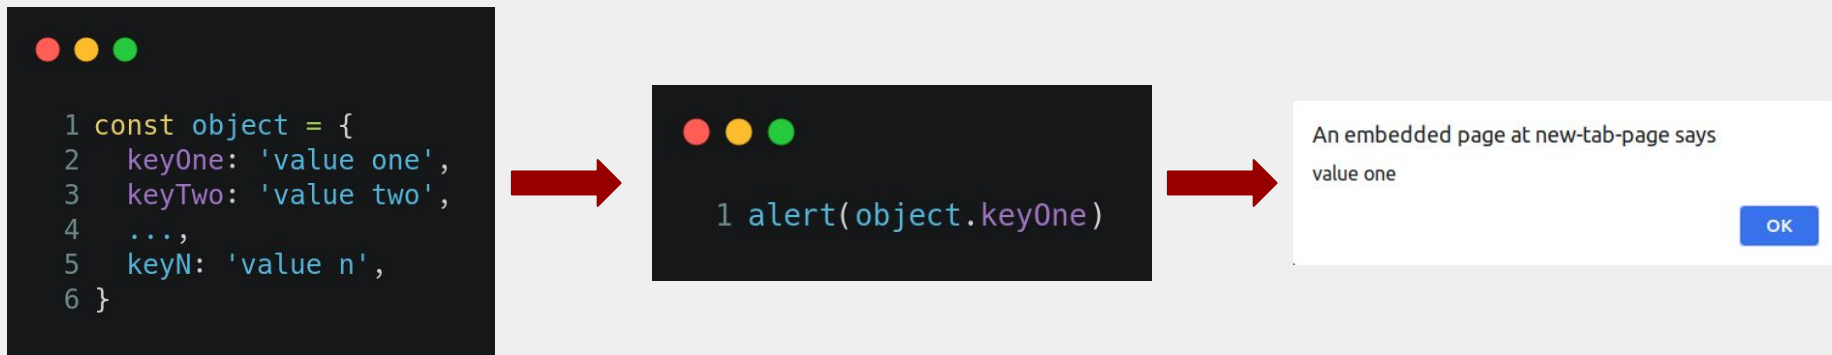 1 const object = {
2 keyOne: 'value one',
3 keyTwo: 'value two',
4 ...,
5 keyN: 'value n',
6 }
1 alert(object.keyOne)
An embedded page at new-tab-page says
value one
OK